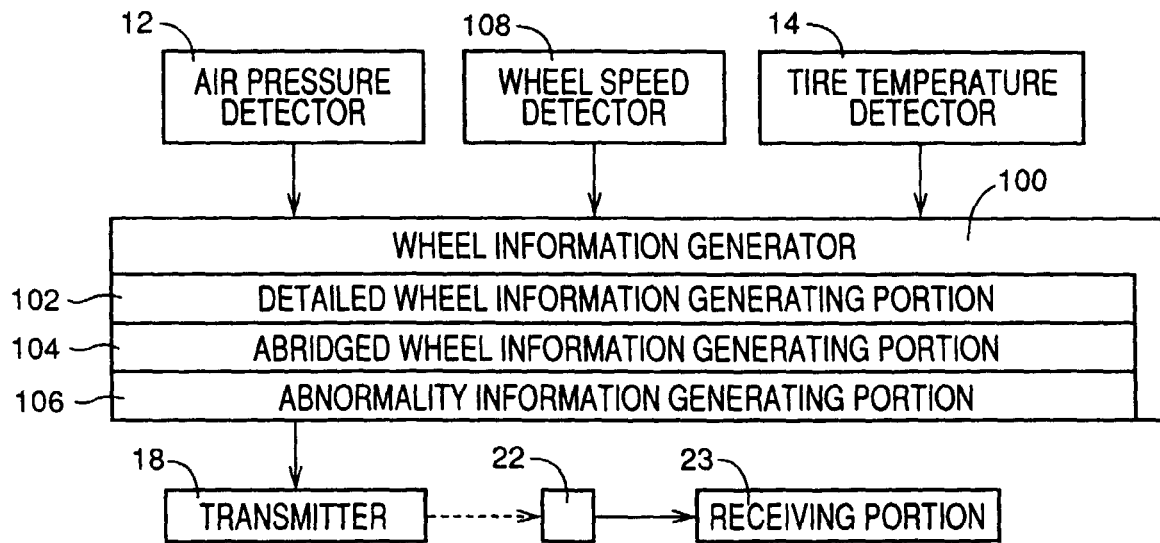 12
108
14
AIR PRESSURE
DETECTOR
WHEEL SPEED
DETECTOR
TIRE TEMPERATURE
DETECTOR
100
WHEEL INFORMATION GENERATOR
102
DETAILED WHEEL INFORMATION GENERATING PORTION
104
ABRIDGED WHEEL INFORMATION GENERATING PORTION
106
ABNORMALITY INFORMATION GENERATING PORTION
18
22
23
TRANSMITTER
RECEIVING PORTION